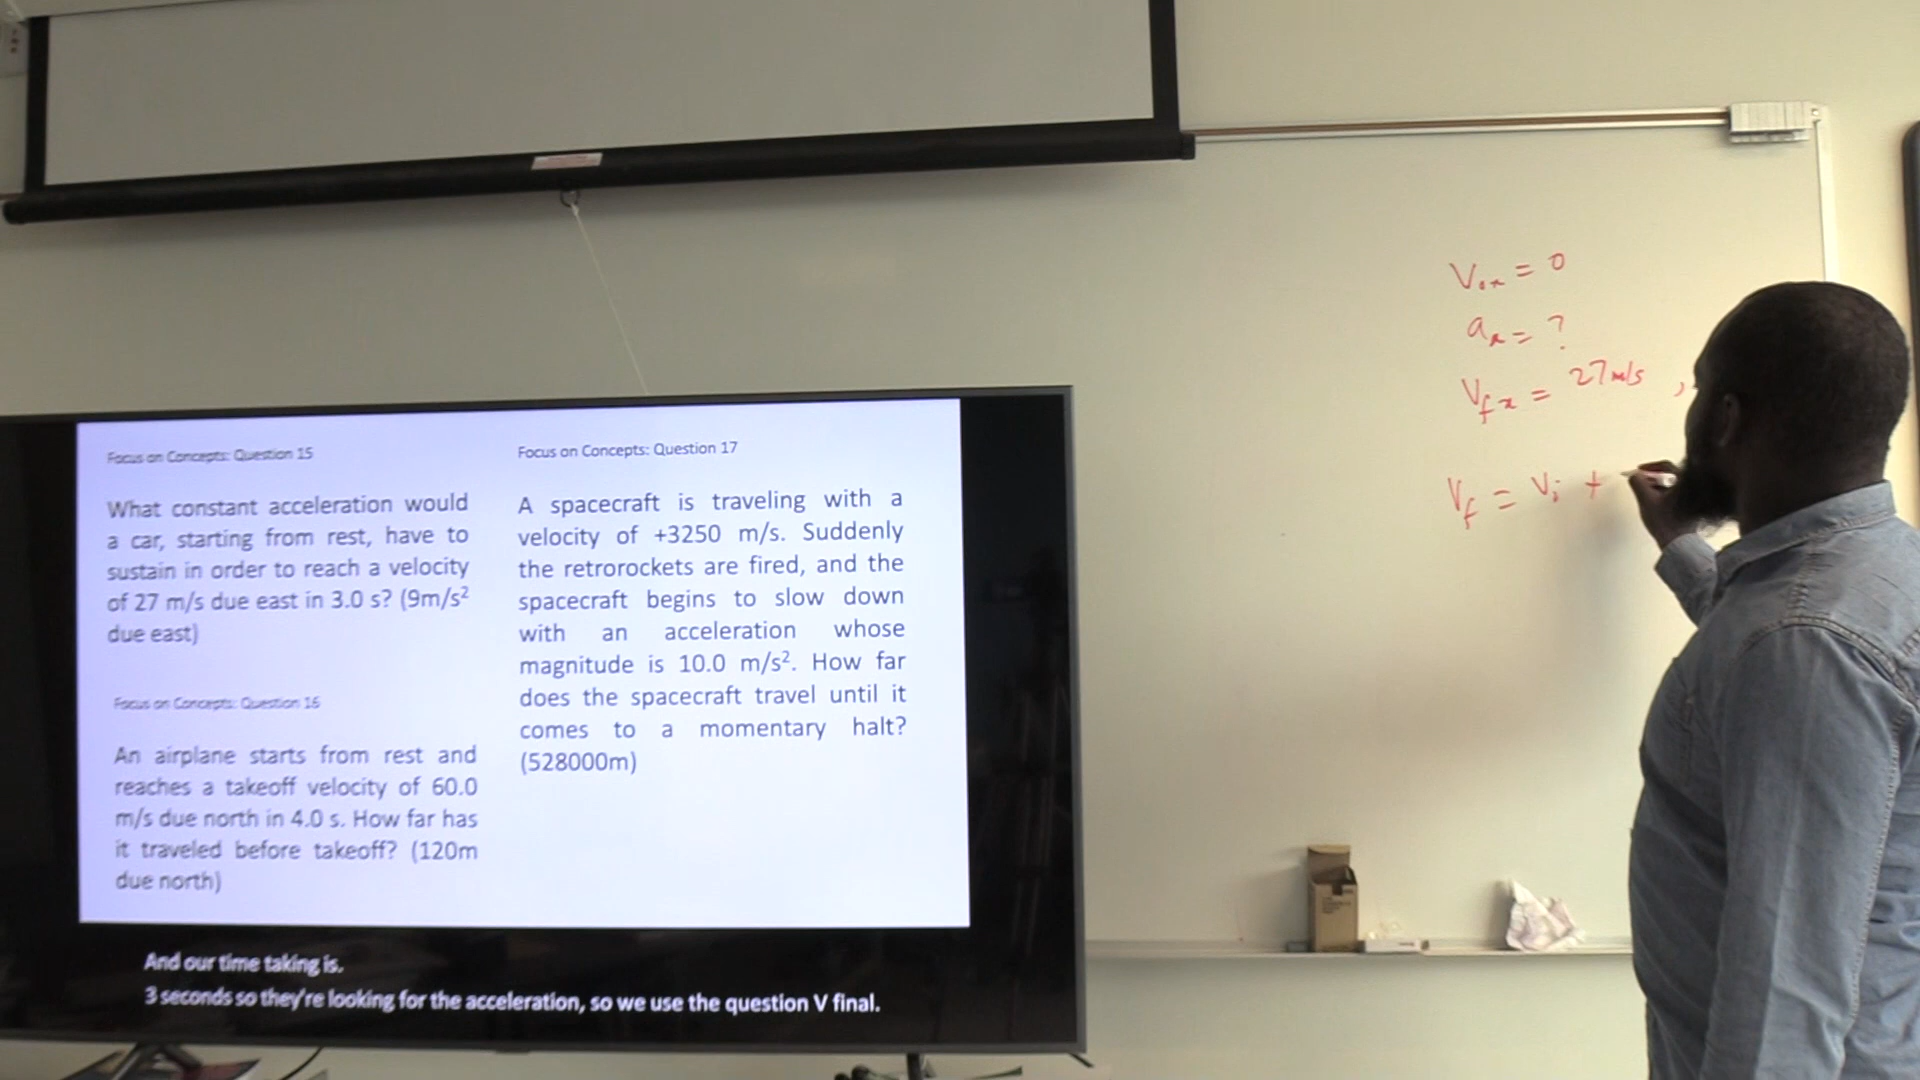 Focus on Concepts: Question 15
What constant acceleration would
a car, starting from rest, have to
sustain in order to reach a velocity
of 27 m/s due east in 3.0 s? (9m/s²
due east)
Focus on Concepts: Question 16
An airplane starts from rest and
reaches a takeoff velocity of 60.0
m/s due north in 4.0 s. How far has
it traveled before takeoff? (120m
due north)
Focus on Concepts: Question 17
A spacecraft is traveling with a
velocity of +3250 m/s. Suddenly
the retrorockets are fired, and the
spacecraft begins to slow down
with an acceleration whose
magnitude is 10.0 m/s². How far
does the spacecraft travel until it
comes to a momentary halt?
(528000m)
And our time taking is.
3 seconds so they're looking for the acceleration, so we use the question V final.
V₀ₓ = 0
aₓ = ?
V_fx = 27m/s ,
V_f = V_i +